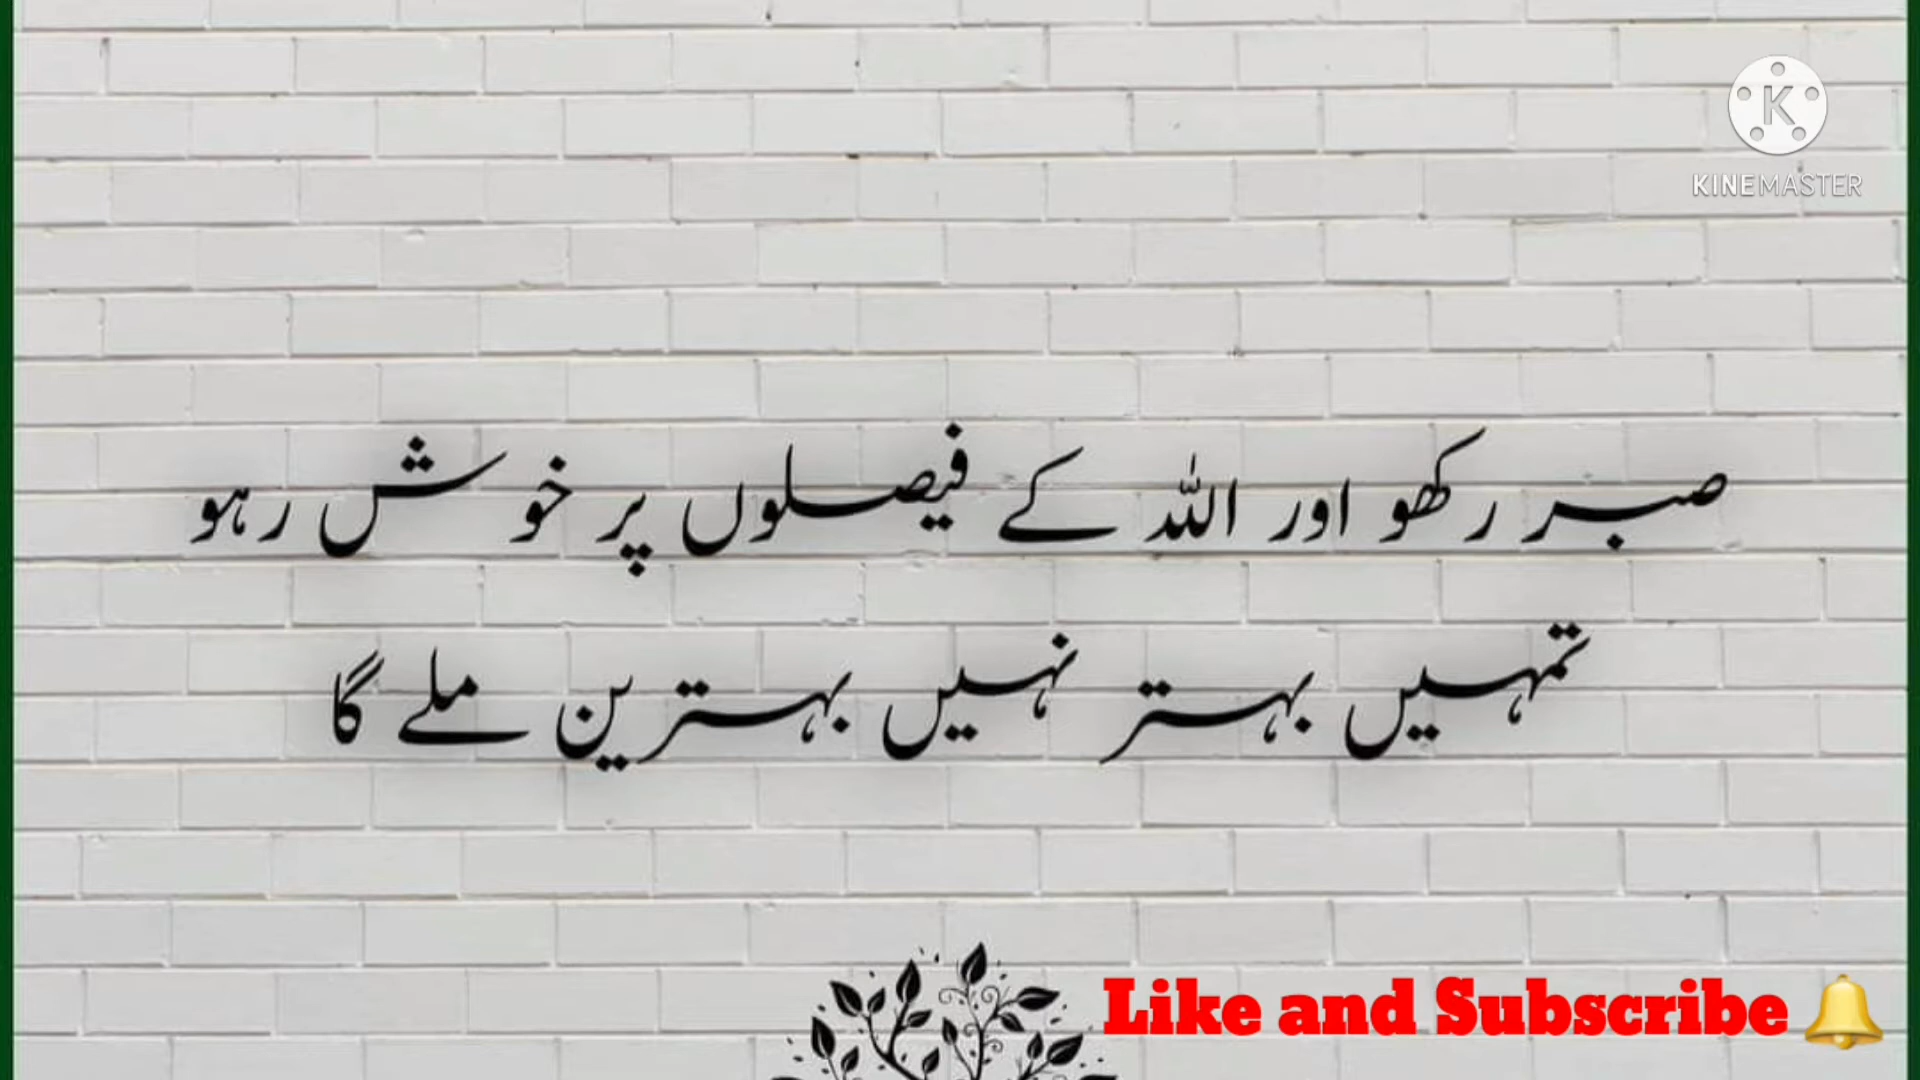 KINEMASTER
صبر رکھو اور اللہ کے فیصلوں پر خوش رہو
تمہیں بہتر نہیں بہترین ملے گا
Like and Subscribe 🔔